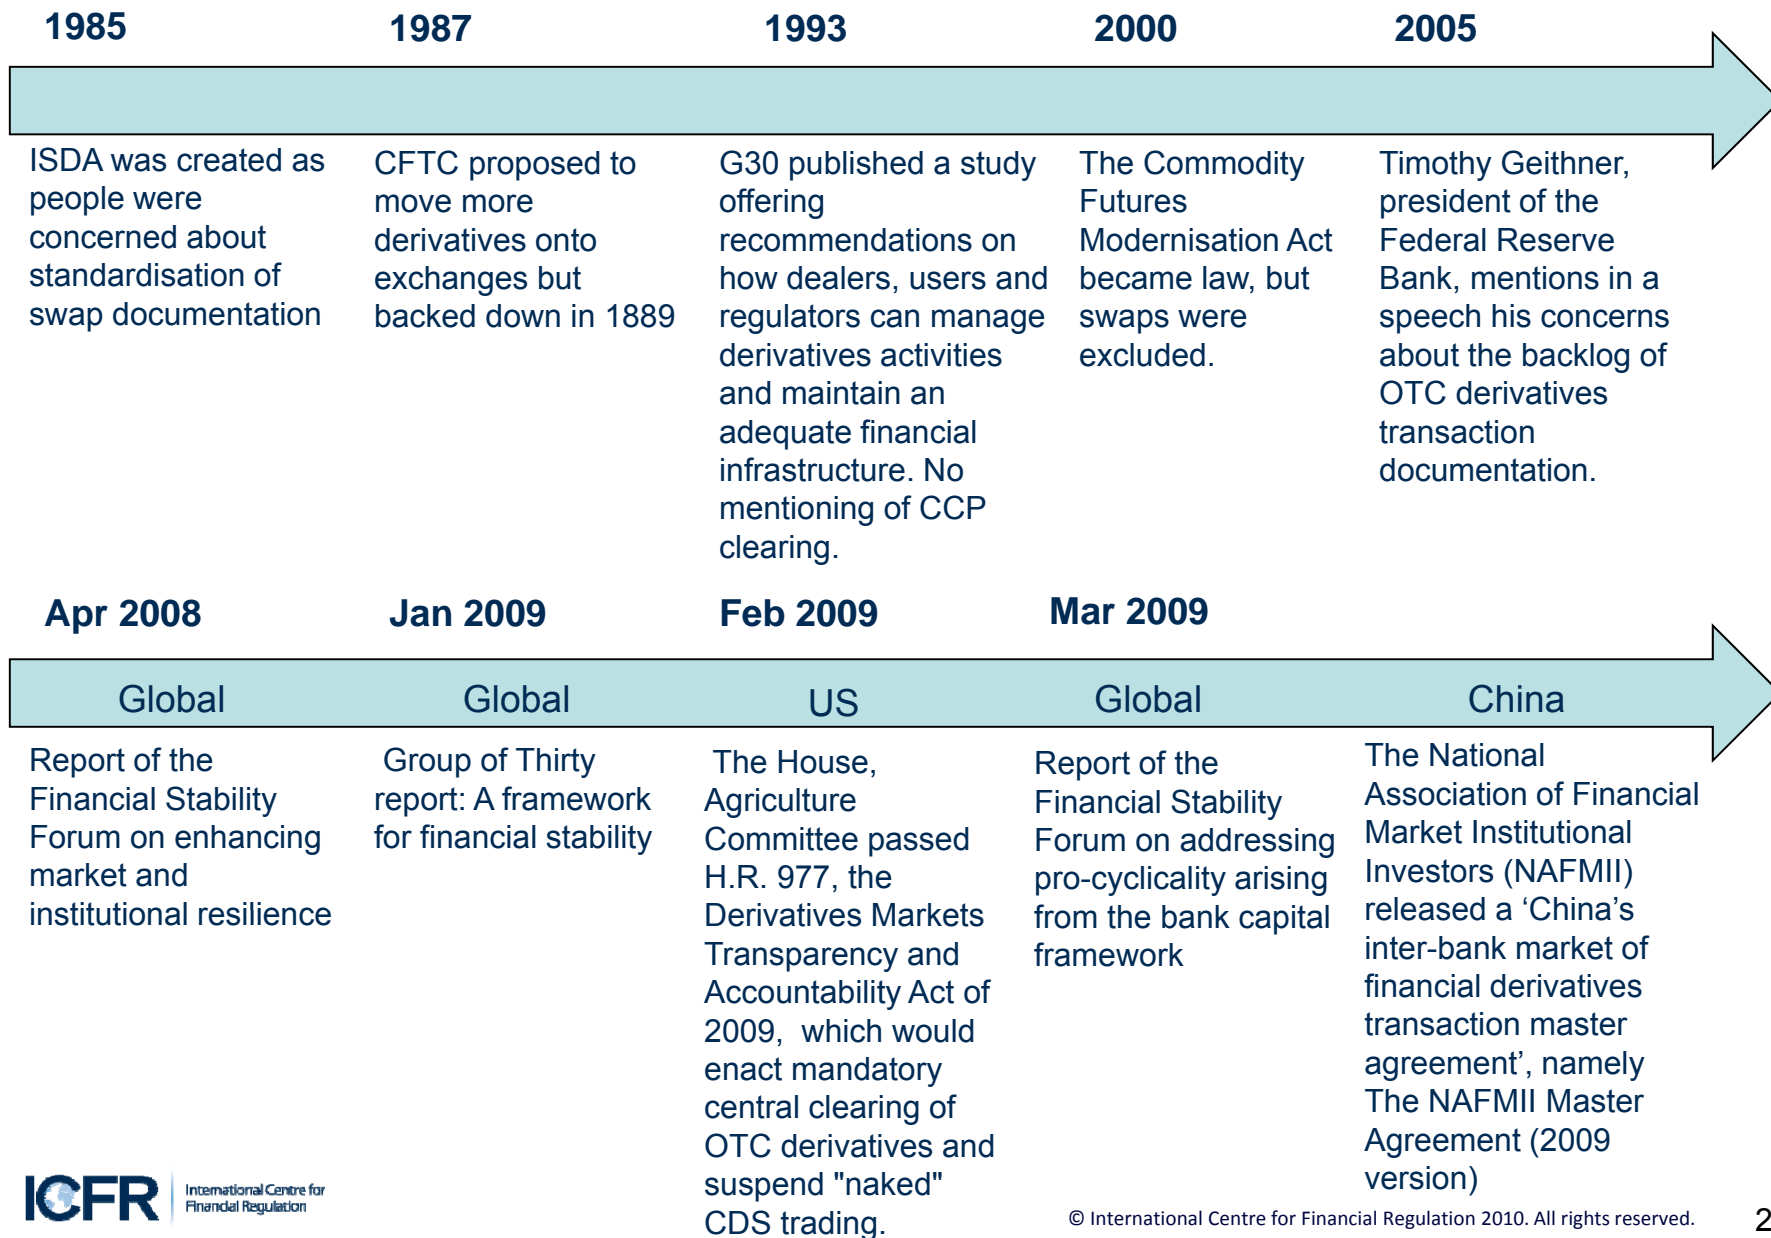 1985
1987
1993
2000
2005
ISDA was created as
people were
concerned about
standardisation of
swap documentation
CFTC proposed to
move more
derivatives onto
exchanges but
backed down in 1889
G30 published a study
offering
recommendations on
how dealers, users and
regulators can manage
derivatives activities
and maintain an
adequate financial
infrastructure. No
mentioning of CCP
clearing.
The Commodity
Futures
Modernisation Act
became law, but
swaps were
excluded.
Timothy Geithner,
president of the
Federal Reserve
Bank, mentions in a
speech his concerns
about the backlog of
OTC derivatives
transaction
documentation.
Apr 2008
Jan 2009
Feb 2009
Mar 2009
Global
Global
US
Global
China
Report of the
Financial Stability
Forum on enhancing
market and
institutional resilience
Group of Thirty
report: A framework
for financial stability
The House,
Agriculture
Committee passed
H.R. 977, the
Derivatives Markets
Transparency and
Accountability Act of
2009, which would
enact mandatory
central clearing of
OTC derivatives and
suspend "naked"
CDS trading.
Report of the
Financial Stability
Forum on addressing
pro-cyclicality arising
from the bank capital
framework
The National
Association of Financial
Market Institutional
Investors (NAFMII)
released a ‘China’s
inter-bank market of
financial derivatives
transaction master
agreement’, namely
The NAFMII Master
Agreement (2009
version)
ICFR
International Centre for
Financial Regulation
© International Centre for Financial Regulation 2010. All rights reserved.
2